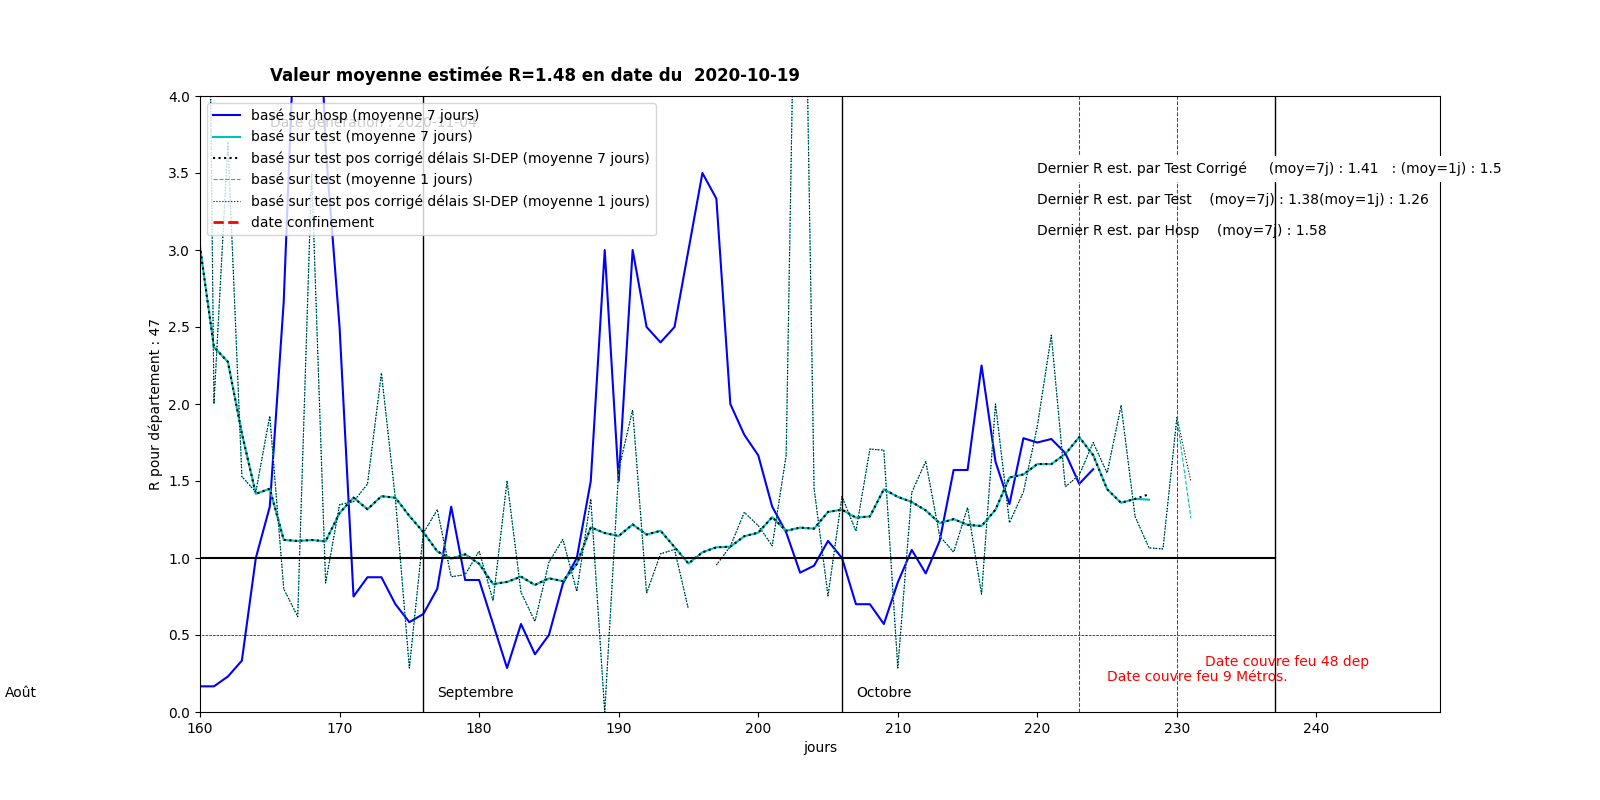 Valeur moyenne estimée R=1.48 en date du  2020-10-19
Date génération : 2020-11-04
basé sur hosp (moyenne 7 jours)
basé sur test (moyenne 7 jours)
basé sur test pos corrigé délais SI-DEP (moyenne 7 jours)
basé sur test (moyenne 1 jours)
basé sur test pos corrigé délais SI-DEP (moyenne 1 jours)
date confinement
Dernier R est. par Test Corrigé     (moy=7j) : 1.41   : (moy=1j) : 1.5
Dernier R est. par Test    (moy=7j) : 1.38(moy=1j) : 1.26
Dernier R est. par Hosp    (moy=7j) : 1.58
R pour département : 47
4.0
3.5
3.0
2.5
2.0
1.5
1.0
0.5
0.0
Date couvre feu 48 dep
Date couvre feu 9 Métros.
Août
Septembre
Octobre
160 170 180 190 200 210 220 230 240
jours